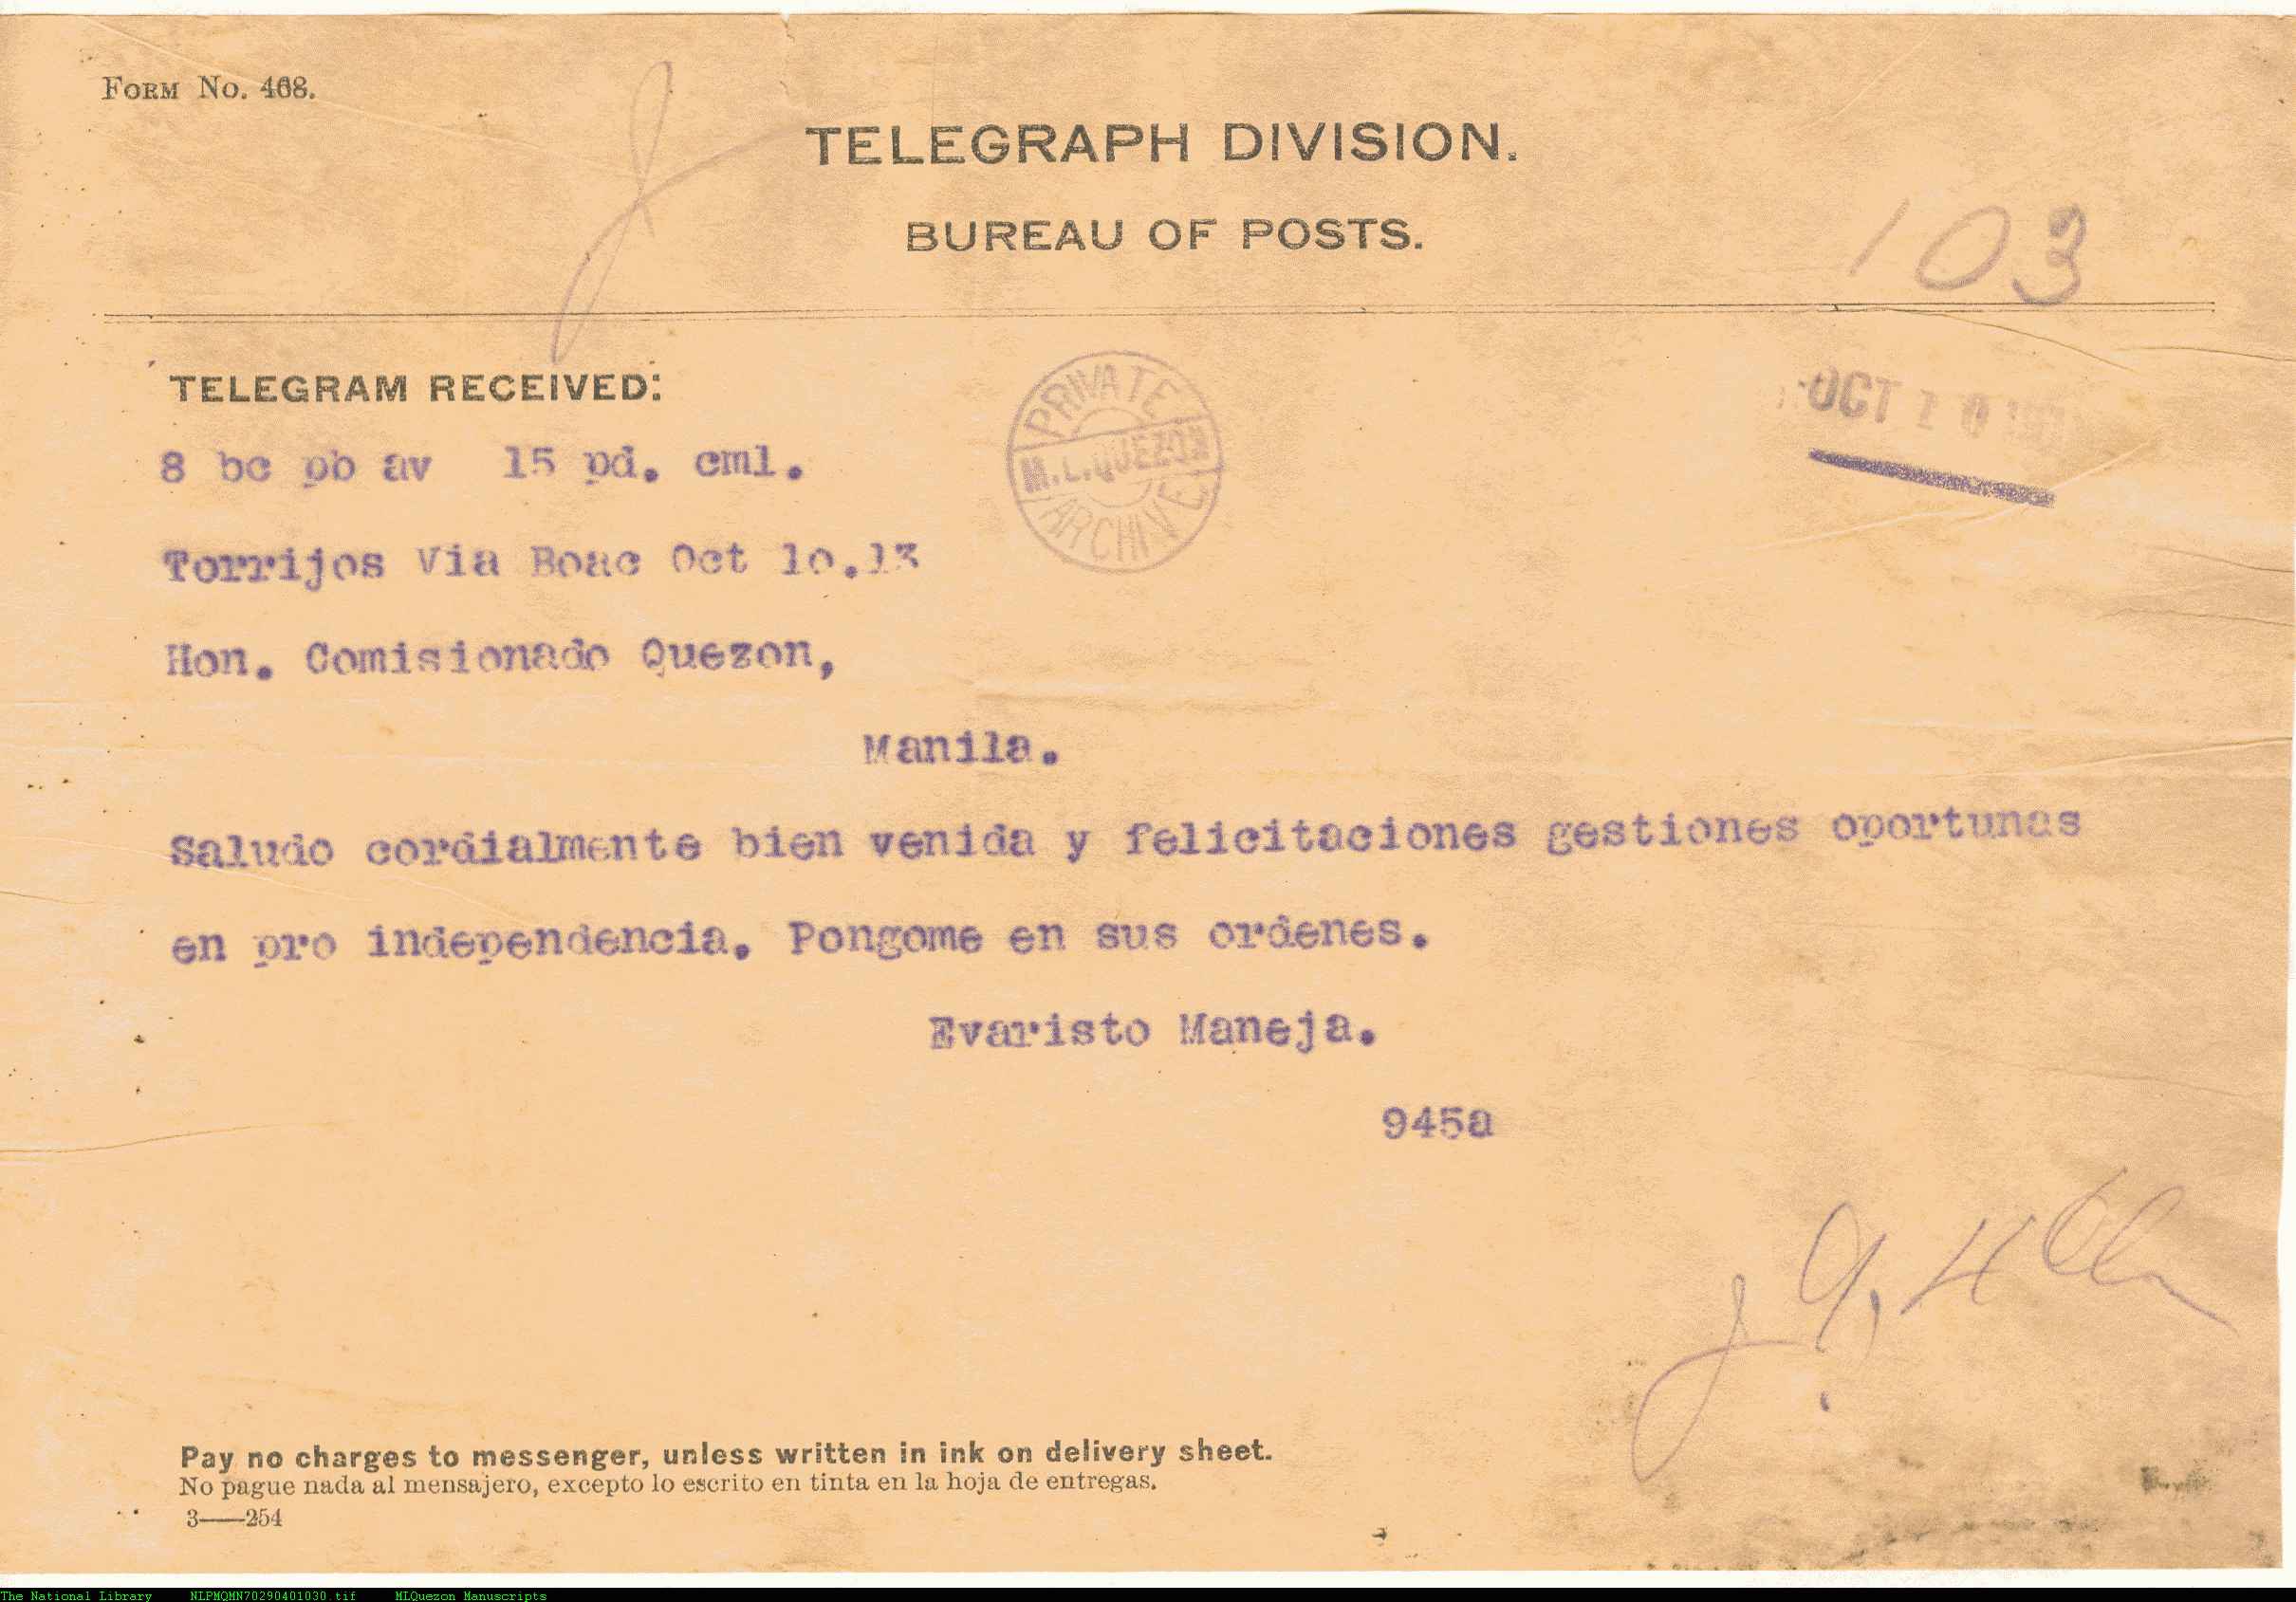 FORM No. 468.
TELEGRAPH DIVISION.
BUREAU OF POSTS.
103
TELEGRAM RECEIVED:
PRIVATE
M.L.QUEZON
ARCHIVE
OCT 10
8 bc pb av 15 pd. cml.
Torrijos Via Boac Oct 10.13
Hon. Comisionado Quezon,
Manila.
Saludo cordialmente bien venida y felicitaciones gestiones oportunas
en pro independencia. Pongome en sus ordenes.
Evaristo Maneja.
945a
Pay no charges to messenger, unless written in ink on delivery sheet.
No pague nada al mensajero, excepto lo escrito en tinta en la hoja de entregas.
3——254
The National Library NLPMQMN70290401030.tif MLQuezon Manuscripts